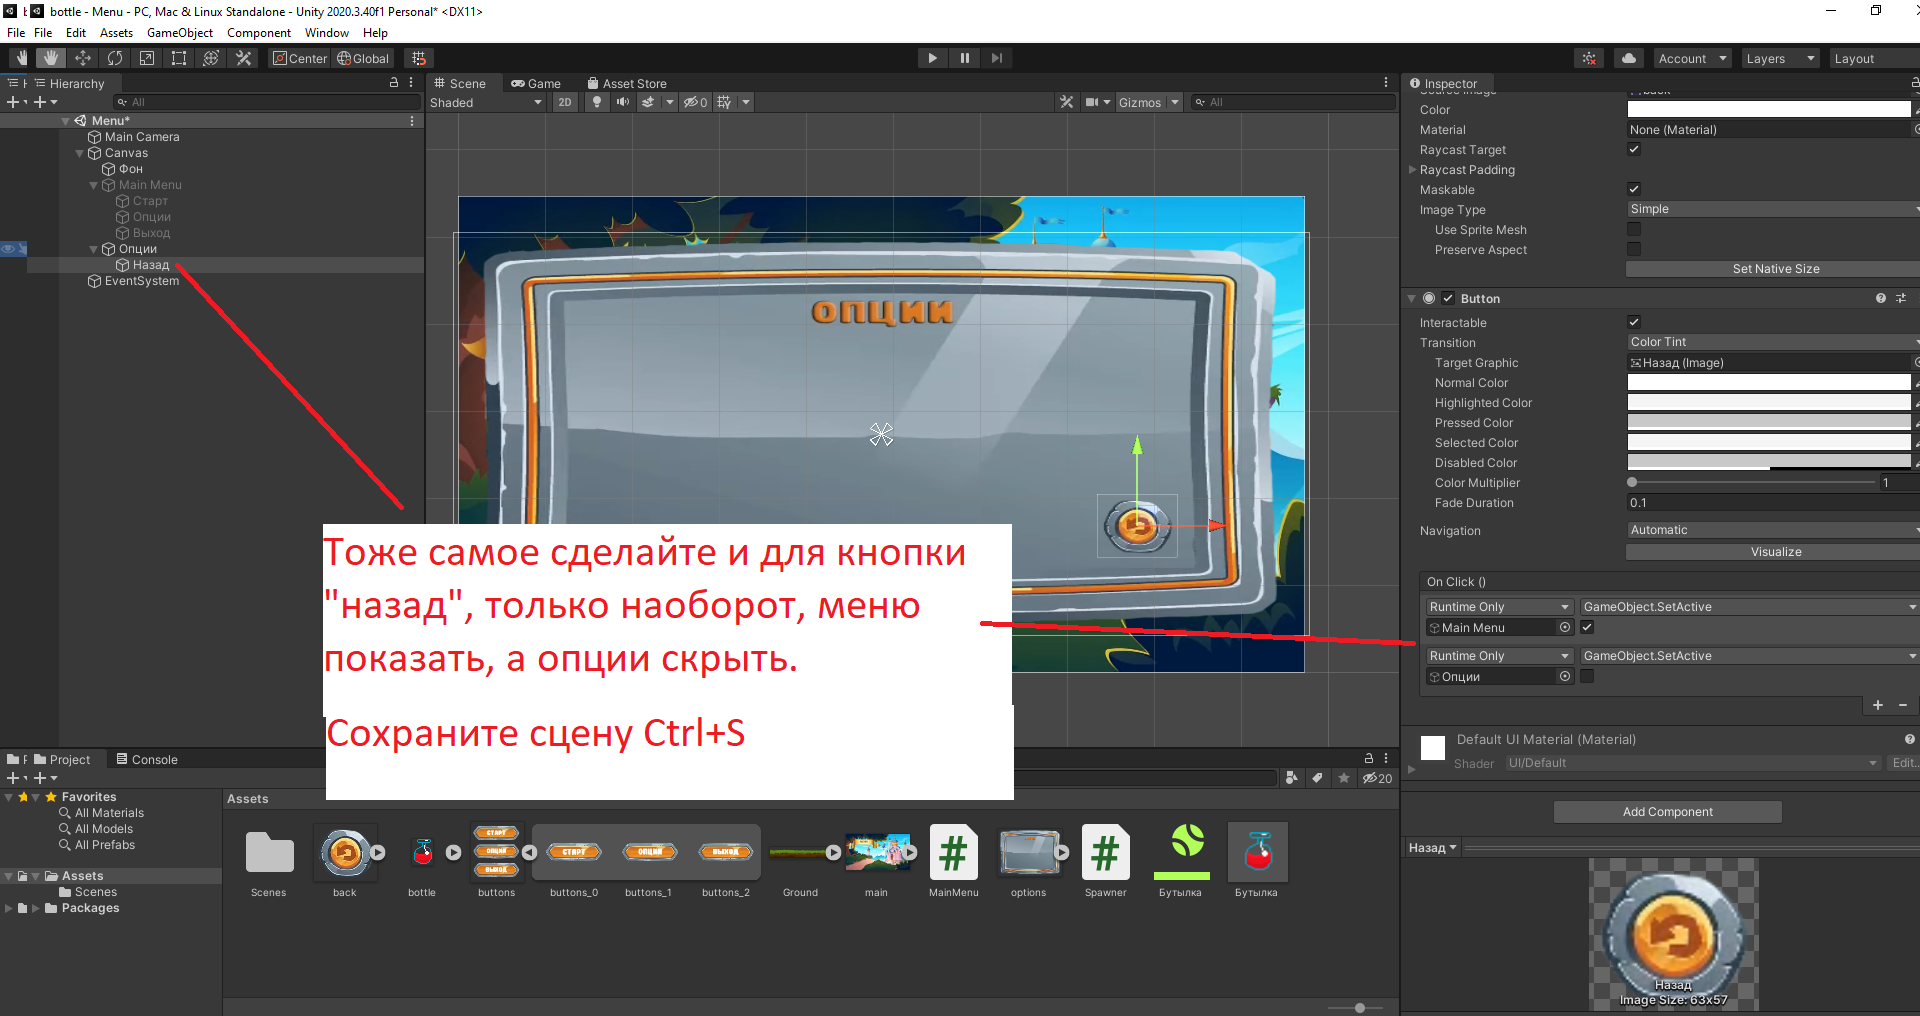 bottle - Menu - PC, Mac & Linux Standalone - Unity 2020.3.40f1 Personal* <DX11>
File File Edit Assets GameObject Component Window Help
Center Global Account Layers Layout
Hierarchy
All
Menu*
Main Camera
Canvas
Фон
Main Menu
Старт
Опции
Выход
Опции
Назад
EventSystem
Scene Game Asset Store
Shaded 2D 0 Gizmos All
опции
Тоже самое сделайте и для кнопки
"назад", только наоборот, меню
показать, а опции скрыть.
Сохраните сцену Ctrl+S
Inspector
Color
Material None (Material)
Raycast Target
Raycast Padding
Maskable
Image Type Simple
Use Sprite Mesh
Preserve Aspect
Set Native Size
Button
Interactable
Transition Color Tint
Target Graphic Назад (Image)
Normal Color
Highlighted Color
Pressed Color
Selected Color
Disabled Color
Color Multiplier 1
Fade Duration 0.1
Navigation Automatic
Visualize
On Click ()
Runtime Only GameObject.SetActive
Main Menu
Runtime Only GameObject.SetActive
Опции
Default UI Material (Material)
Shader UI/Default Edit..
Add Component
Назад
Назад
Image Size: 63x57
Project Console
20
Favorites
All Materials
All Models
All Prefabs
Assets
Scenes
Packages
Assets
СТАРТ
ОПЦИИ
ВЫХОД
СТАРТ ОПЦИИ ВЫХОД
Scenes back bottle buttons buttons_0 buttons_1 buttons_2 Ground main MainMenu options Spawner Бутылка Бутылка